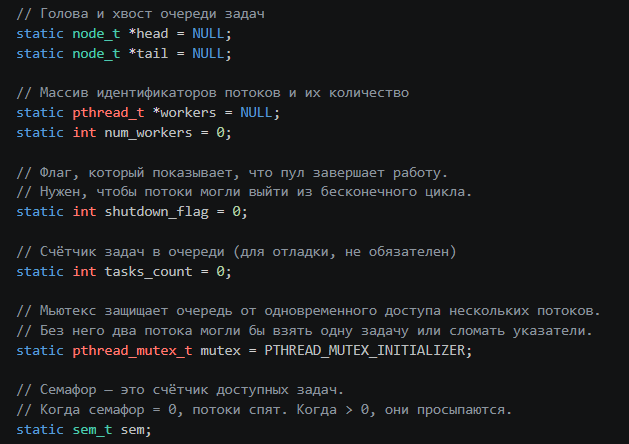 // Голова и хвост очереди задач
static node_t *head = NULL;
static node_t *tail = NULL;
// Массив идентификаторов потоков и их количество
static pthread_t *workers = NULL;
static int num_workers = 0;
// Флаг, который показывает, что пул завершает работу.
// Нужен, чтобы потоки могли выйти из бесконечного цикла.
static int shutdown_flag = 0;
// Счётчик задач в очереди (для отладки, не обязателен)
static int tasks_count = 0;
// Мьютекс защищает очередь от одновременного доступа нескольких потоков.
// Без него два потока могли бы взять одну задачу или сломать указатели.
static pthread_mutex_t mutex = PTHREAD_MUTEX_INITIALIZER;
// Семафор — это счётчик доступных задач.
// Когда семафор = 0, потоки спят. Когда > 0, они просыпаются.
static sem_t sem;